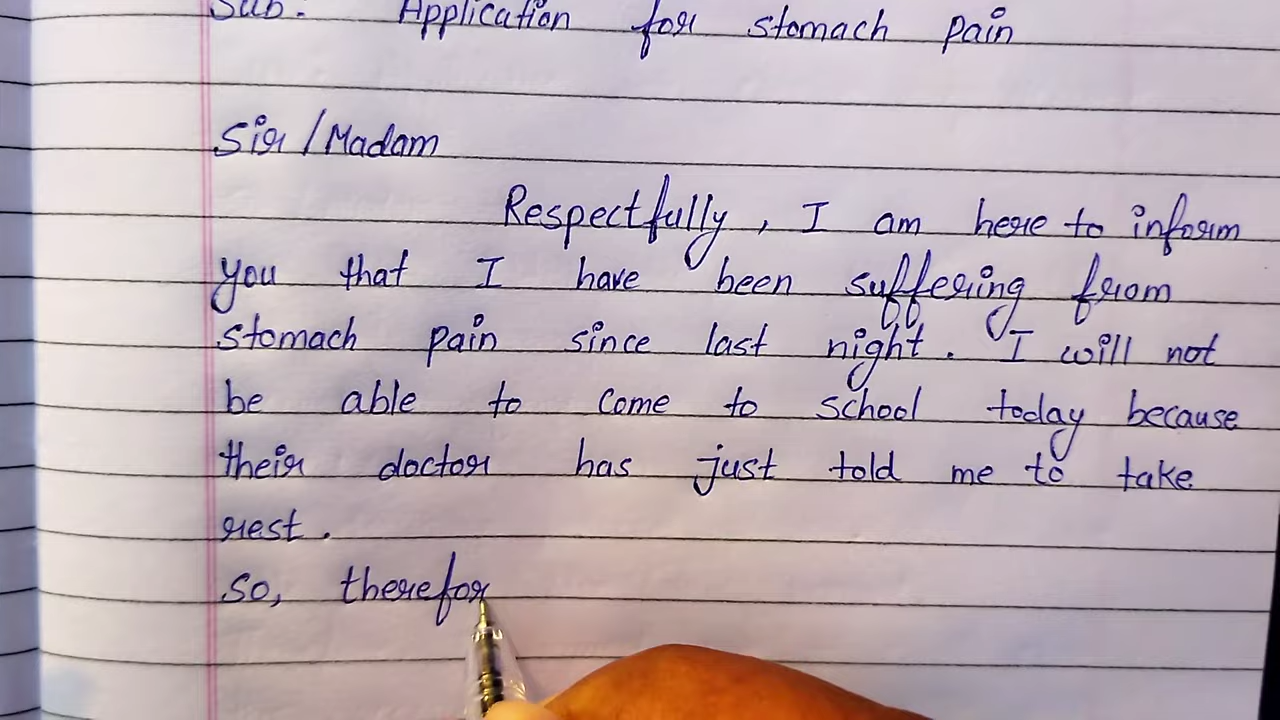 Sub. Application for stomach pain
Sir/Madam
Respectfully, I am here to inform
you that I have been suffering from
stomach pain since last night. I will not
be able to come to school today because
their doctor has just told me to take
rest.
so, therefor